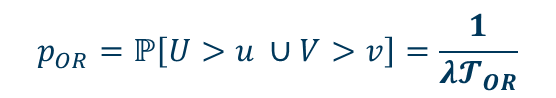 p_OR = ℙ[U > u ∪ V > v] = 1 / λ𝒯_OR